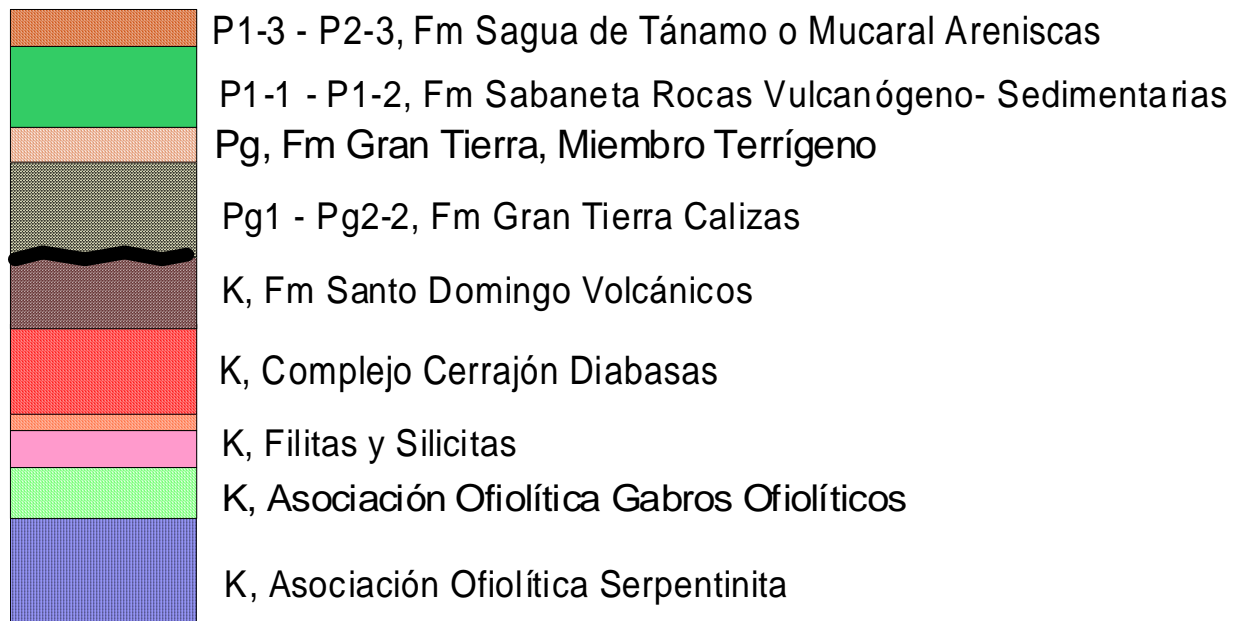 P1-3 - P2-3, Fm Sagua de Tánamo o Mucaral Areniscas
P1-1 - P1-2, Fm Sabaneta Rocas Vulcanógeno- Sedimentarias
Pg, Fm Gran Tierra, Miembro Terrígeno
Pg1 - Pg2-2, Fm Gran Tierra Calizas
K, Fm Santo Domingo Volcánicos
K, Complejo Cerrajón Diabasas
K, Filitas y Silicitas
K, Asociación Ofiolítica Gabros Ofiolíticos
K, Asociación Ofiolítica Serpentinita